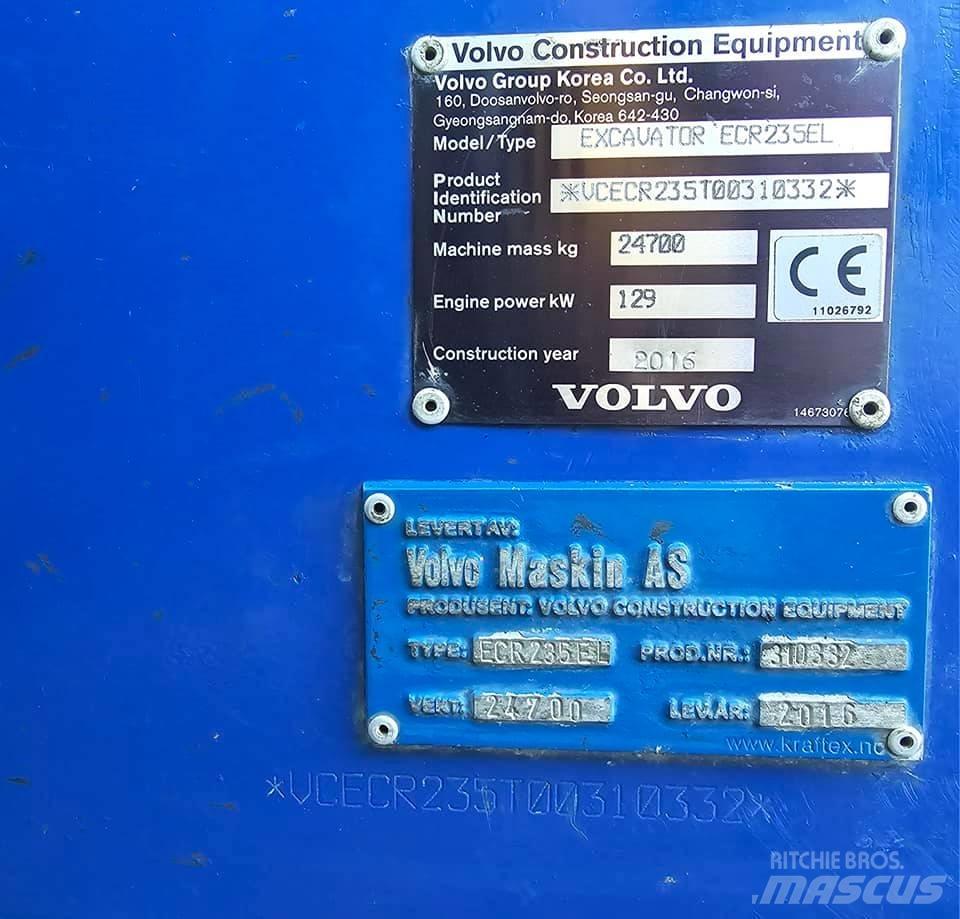 Volvo Construction Equipment
Volvo Group Korea Co. Ltd.
160, Doosanvolvo-ro, Seongsan-gu, Changwon-si,
Gyeongsangnam-do, Korea 642-430
Model/Type EXCAVATOR ECR235EL
Product
Identification *VCECR235T00310332*
Number
Machine mass kg 24700
Engine power kW 129
CE
11026792
Construction year 2016
VOLVO
LEVERT AV:
Volvo Maskin AS
PRODUSENT: VOLVO CONSTRUCTION EQUIPMENT
TYPE: ECR235EL PROD.NR.: 310332
VEKT: 24700 LEV.ÅR: 2016
www.kraftex.no
*VCECR235T00310332*
RITCHIE BROS.
MASCUS